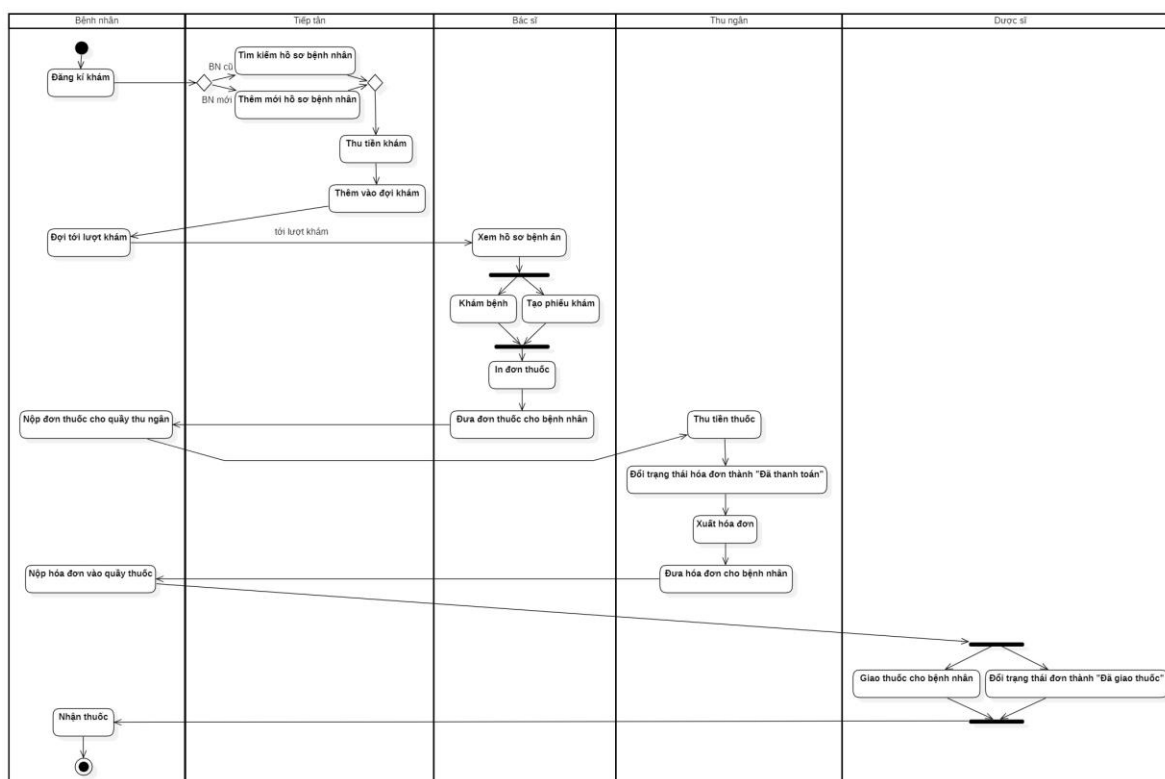 Bệnh nhân
Tiếp tân
Bác sĩ
Thu ngân
Dược sĩ
Đăng kí khám
BN cũ
Tìm kiếm hồ sơ bệnh nhân
BN mới
Thêm mới hồ sơ bệnh nhân
Thu tiền khám
Thêm vào đợi khám
Đợi tới lượt khám
tới lượt khám
Xem hồ sơ bệnh án
Khám bệnh
Tạo phiếu khám
In đơn thuốc
Nộp đơn thuốc cho quầy thu ngân
Đưa đơn thuốc cho bệnh nhân
Thu tiền thuốc
Đổi trạng thái hóa đơn thành "Đã thanh toán"
Xuất hóa đơn
Nộp hóa đơn vào quầy thuốc
Đưa hóa đơn cho bệnh nhân
Giao thuốc cho bệnh nhân
Đổi trạng thái đơn thành "Đã giao thuốc"
Nhận thuốc